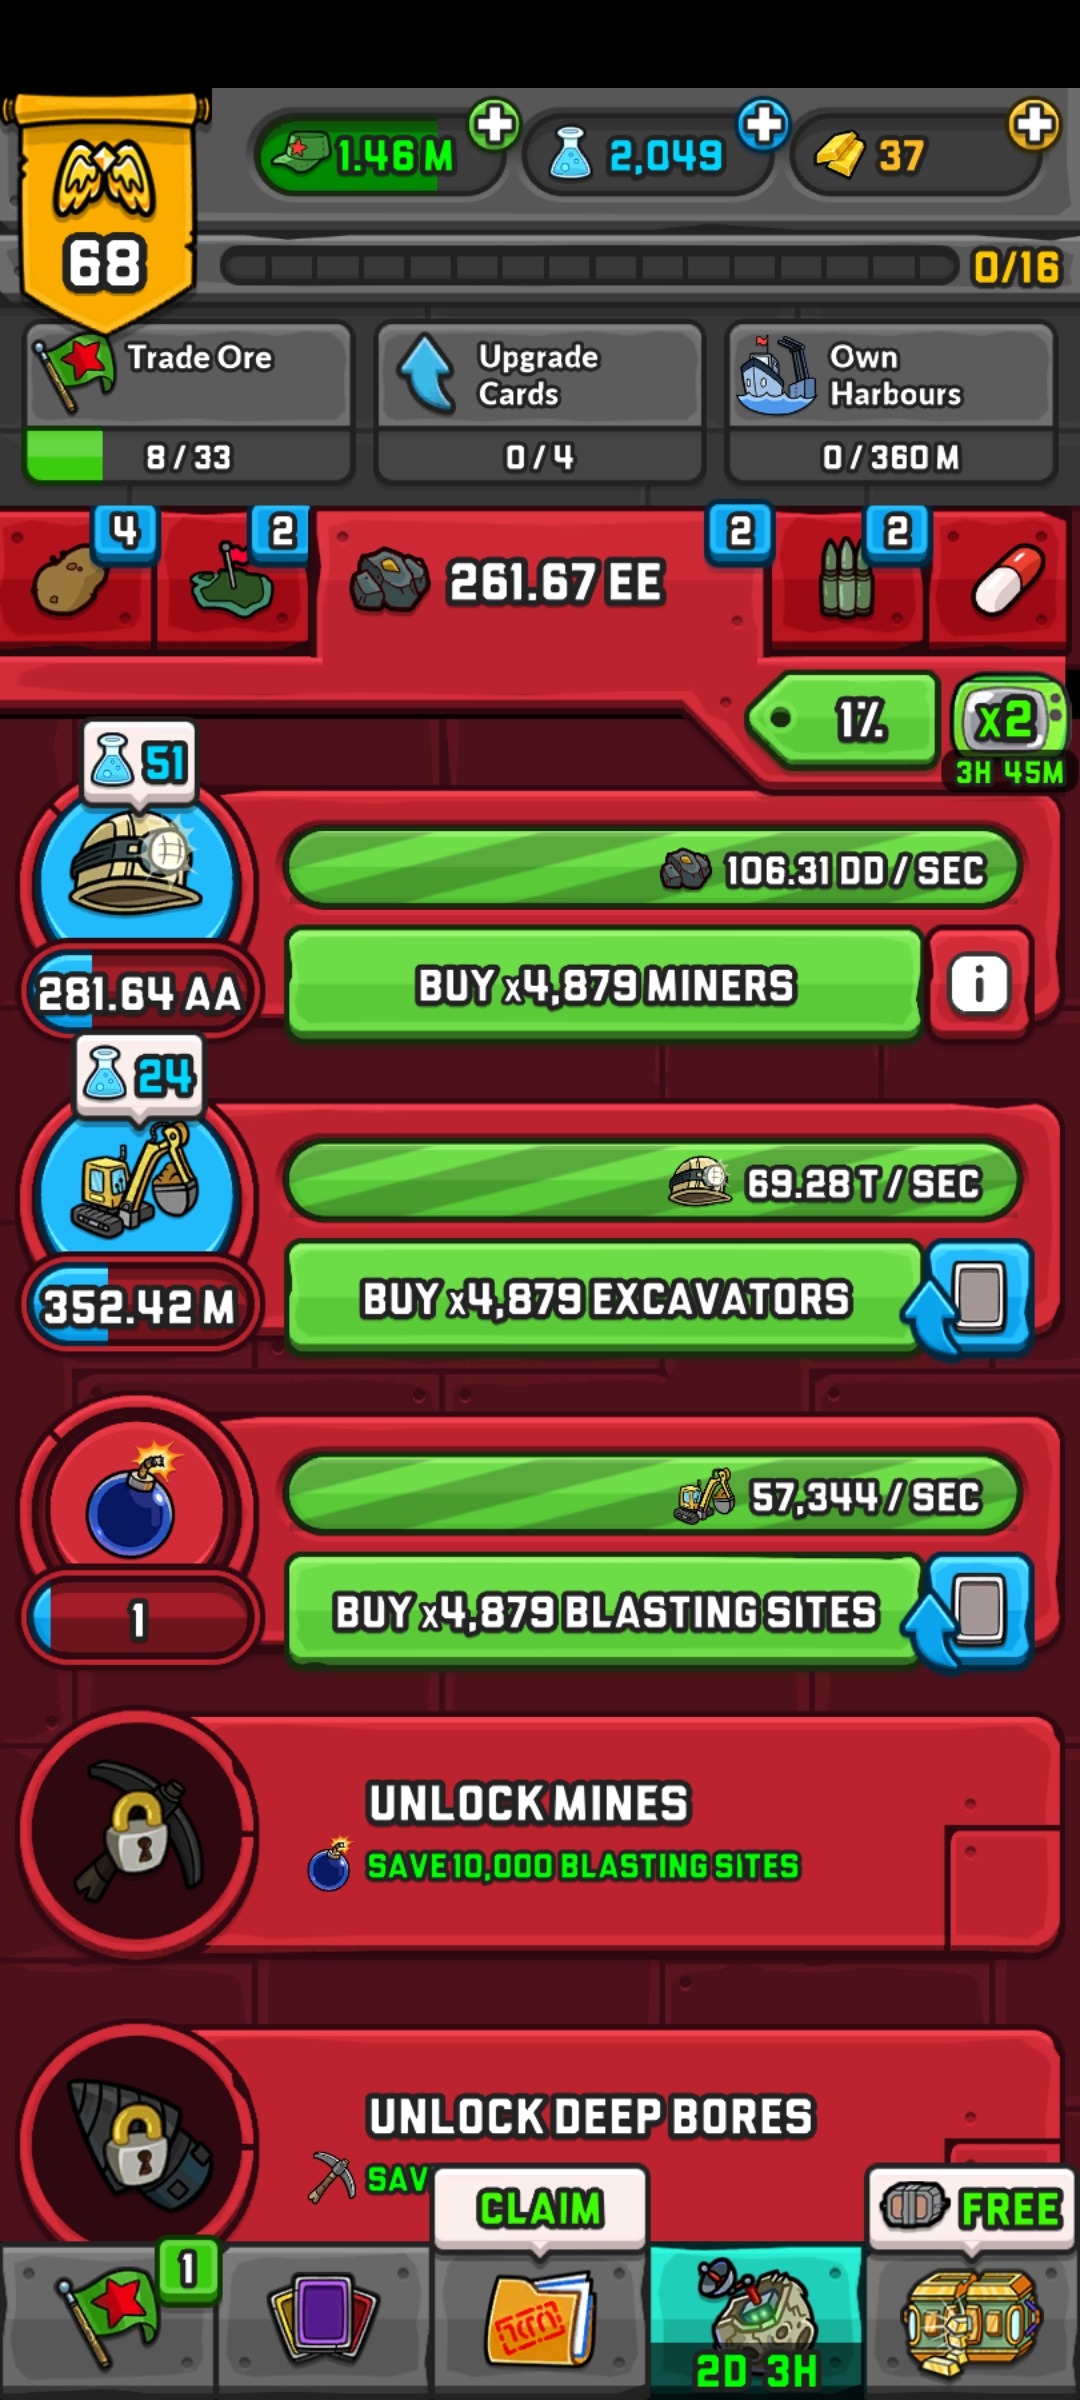 1.46 M
2,049
37
68
0/16
Trade Ore
8 / 33
Upgrade
Cards
0 / 4
Own
Harbours
0 / 360 M
4
2
261.67 EE
2
2
1%
x2
3H 45M
51
106.31 DD / SEC
281.64 AA
BUY x4,879 MINERS
i
24
69.28 T / SEC
352.42 M
BUY x4,879 EXCAVATORS
57,344 / SEC
1
BUY x4,879 BLASTING SITES
UNLOCK MINES
SAVE 10,000 BLASTING SITES
UNLOCK DEEP BORES
SAV
CLAIM
FREE
1
2D 3H